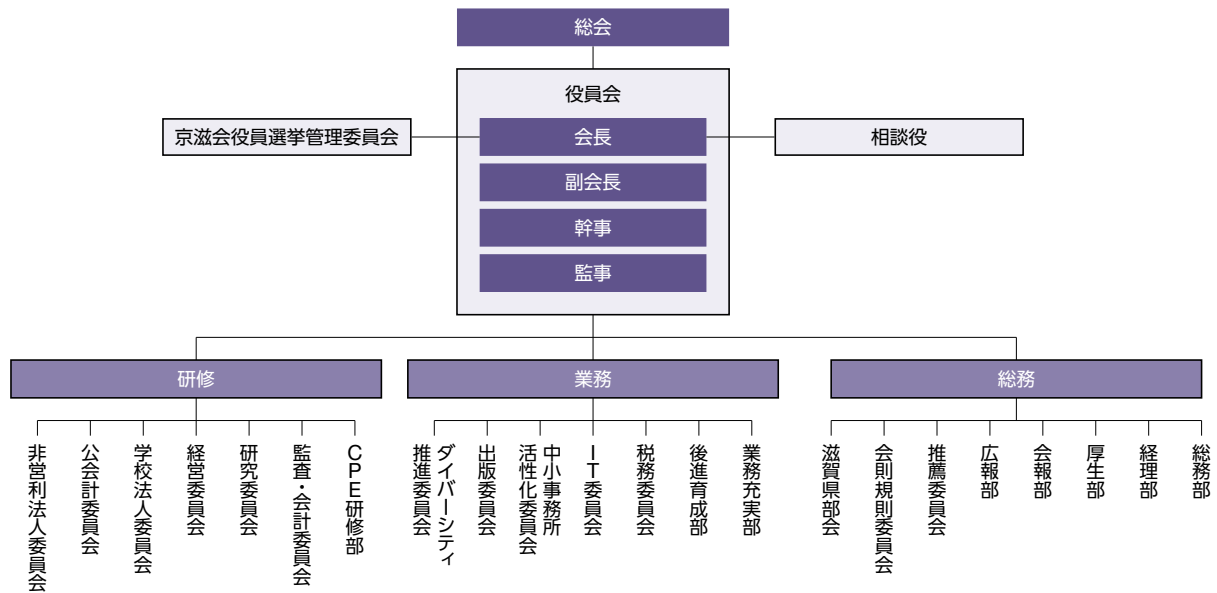 総会
役員会
京滋会役員選挙管理委員会
会長
相談役
副会長
幹事
監事
研修
業務
総務
非営利法人委員会
公会計委員会
学校法人委員会
経営委員会
研究委員会
監査・会計委員会
CPE研修部
ダイバーシティ
推進委員会
出版委員会
中小事務所
活性化委員会
IT委員会
税務委員会
後進育成部
業務充実部
滋賀県部会
会則規則委員会
推薦委員会
広報部
会報部
厚生部
経理部
総務部